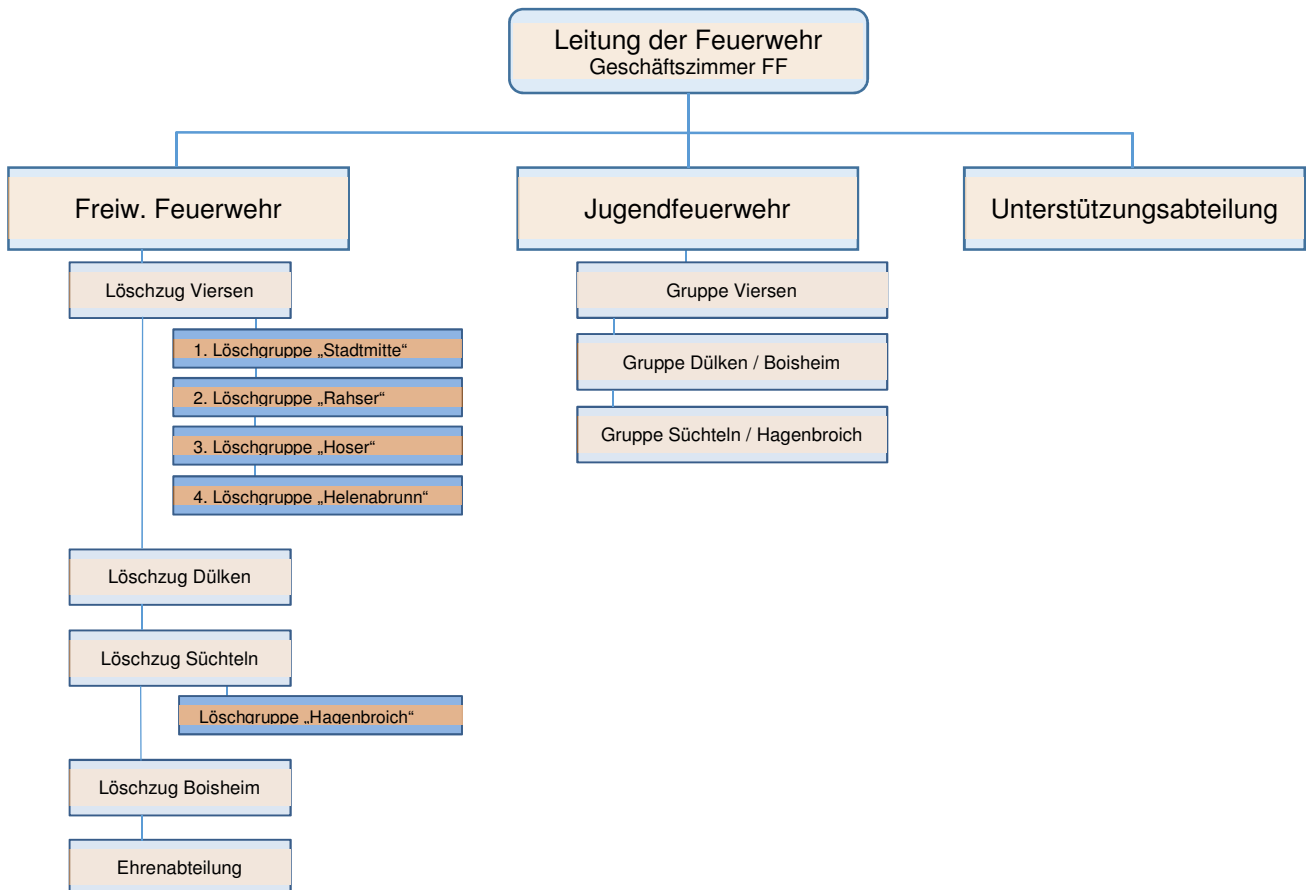 Leitung der Feuerwehr
Geschäftszimmer FF
Freiw. Feuerwehr
Jugendfeuerwehr
Unterstützungsabteilung
Löschzug Viersen
1. Löschgruppe „Stadtmitte“
2. Löschgruppe „Rahser“
3. Löschgruppe „Hoser“
4. Löschgruppe „Helenabrunn“
Löschzug Dülken
Löschzug Süchteln
Löschgruppe „Hagenbroich“
Löschzug Boisheim
Ehrenabteilung
Gruppe Viersen
Gruppe Dülken / Boisheim
Gruppe Süchteln / Hagenbroich